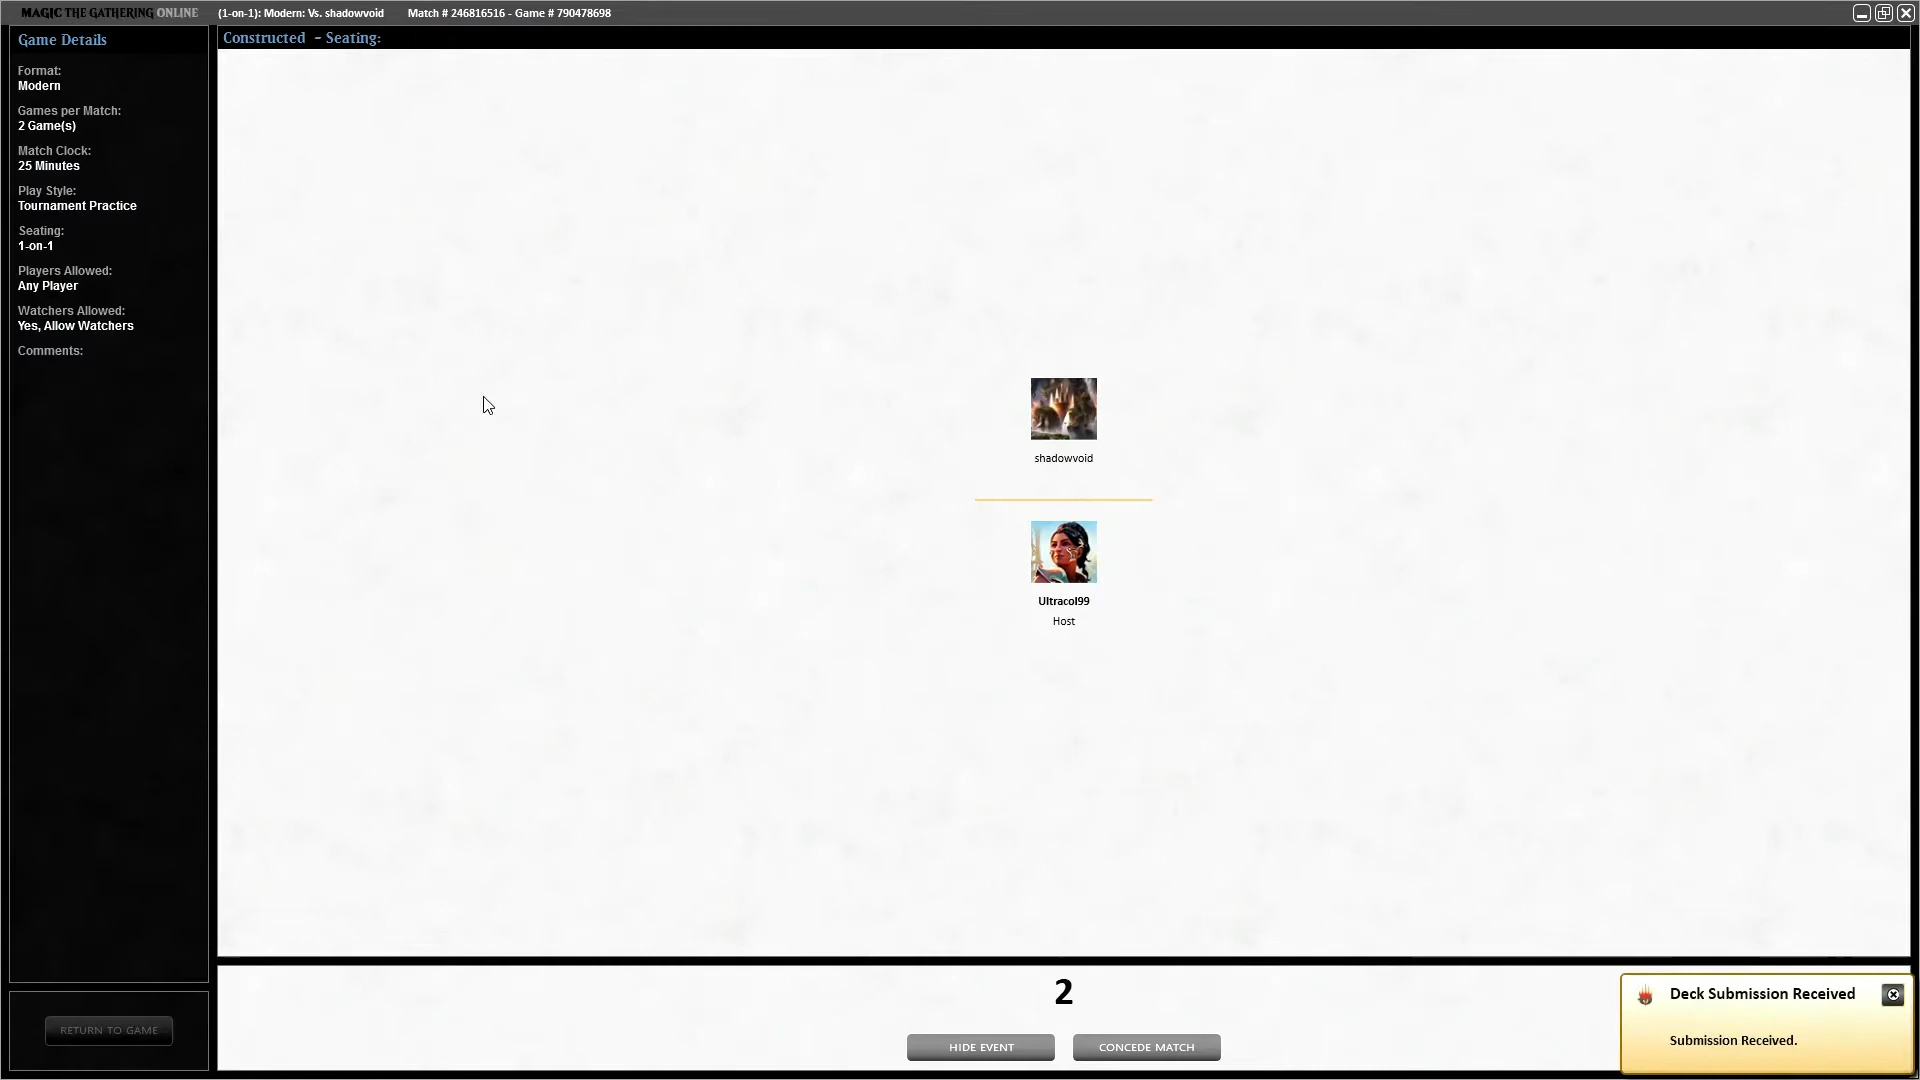 MAGIC THE GATHERING ONLINE
(1-on-1): Modern: Vs. shadowvoid Match # 246816516 - Game # 790478698
Game Details
Format:
Modern
Games per Match:
2 Game(s)
Match Clock:
25 Minutes
Play Style:
Tournament Practice
Seating:
1-on-1
Players Allowed:
Any Player
Watchers Allowed:
Yes, Allow Watchers
Comments:
RETURN TO GAME
Constructed - Seating:
shadowvoid
Ultracol99
Host
2
HIDE EVENT
CONCEDE MATCH
Deck Submission Received
Submission Received.